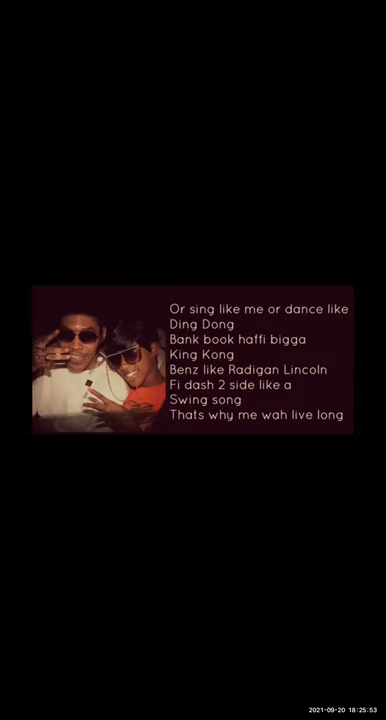 Or sing like me or dance like
Ding Dong
Bank book haffi bigga
King Kong
Benz like Radigan Lincoln
Fi dash 2 side like a
Swing song
Thats why me wah live long
2021-09-20 18:25:53